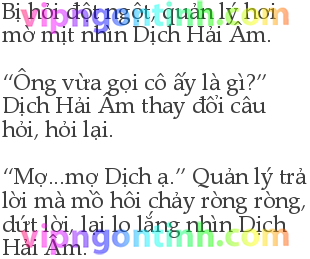 Bị hỏi đột ngột, quản lý hơi
mờ mịt nhìn Dịch Hải Âm.
“Ông vừa gọi cô ấy là gì?”
Dịch Hải Âm thay đổi câu
hỏi, hỏi lại.
“Mợ...mợ Dịch ạ.” Quản lý trả
lời mà mồ hôi chảy ròng ròng,
dứt lời, lại lo lắng nhìn Dịch
Hải Âm.
vipngontinh.com
vipngontinh.com